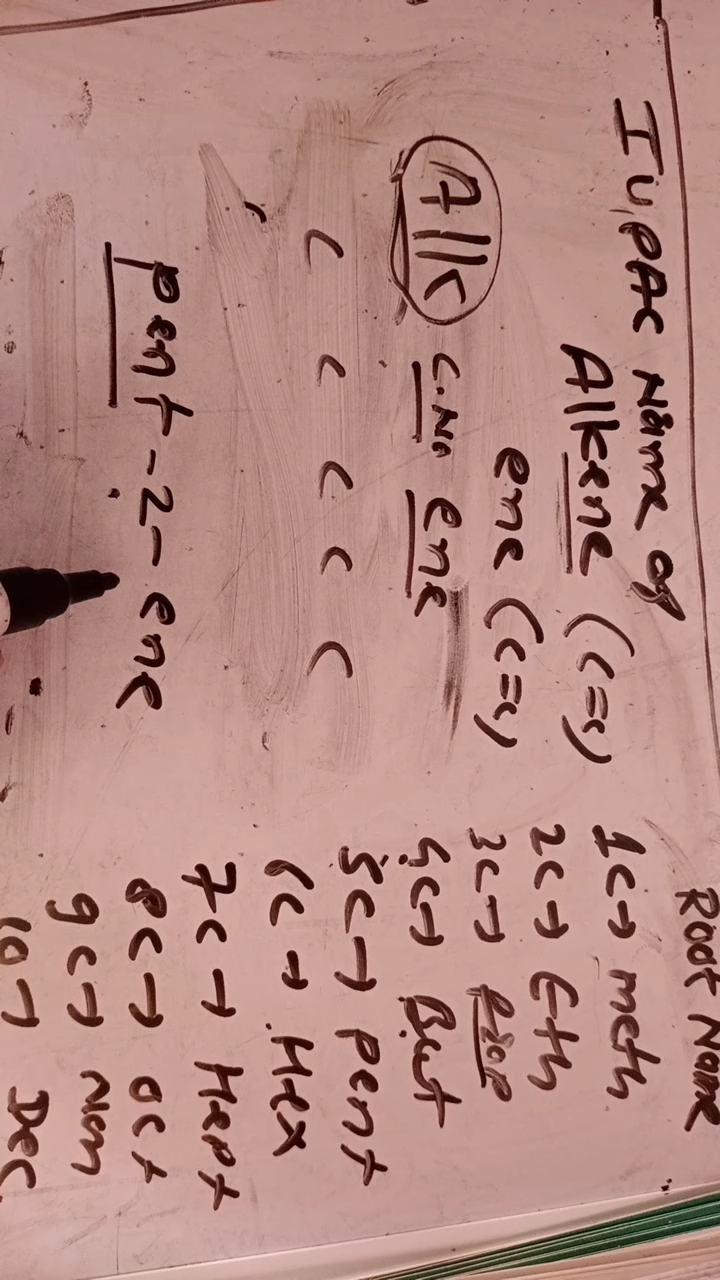 IUPAC Name of
Alkene (C=C)
ene (C=C)
Alk C.No ene
C C C C C
Pent-2-ene
Root Name
1C→ meth
2C→ Eth
3C→ Prop
4C→ But
5C→ Pent
6C→ Hex
7C→ Hept
8C→ Oct
9C→ Non
10→ Dec